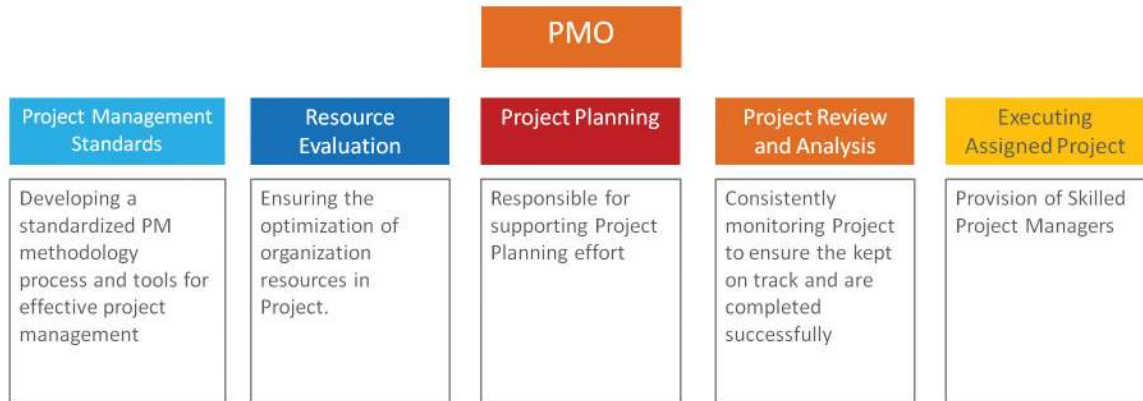 PMO
Project Management
Standards
Developing a
standardized PM
methodology
process and tools for
effective project
management
Resource
Evaluation
Ensuring the
optimization of
organization
resources in
Project.
Project Planning
Responsible for
supporting Project
Planning effort
Project Review
and Analysis
Consistently
monitoring Project
to ensure the kept
on track and are
completed
successfully
Executing
Assigned Project
Provision of Skilled
Project Managers